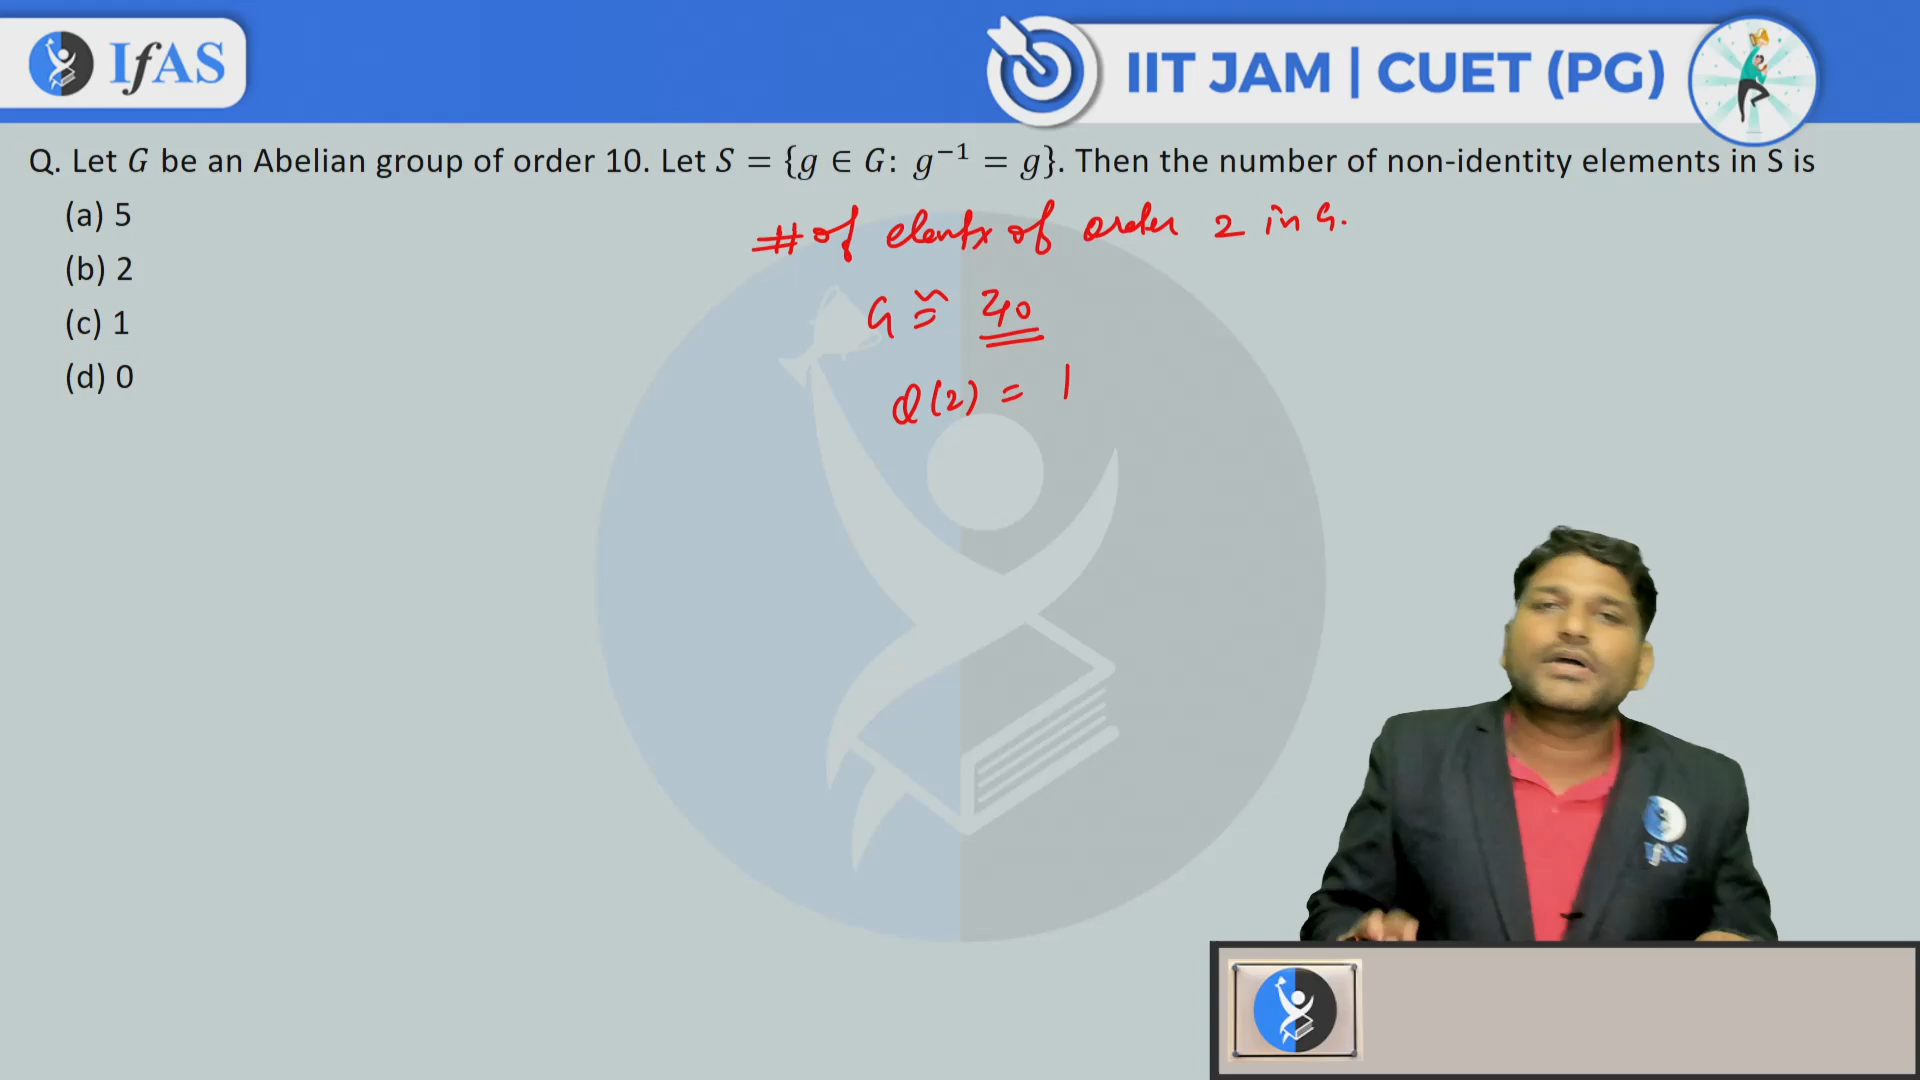 IfAS
IIT JAM | CUET (PG)
Q. Let G be an Abelian group of order 10. Let S = {g ∈ G: g⁻¹ = g}. Then the number of non-identity elements in S is
(a) 5
(b) 2
(c) 1
(d) 0
# of of order 2 in G.
G ≅ Z10
Q(2) = 1
IfAS